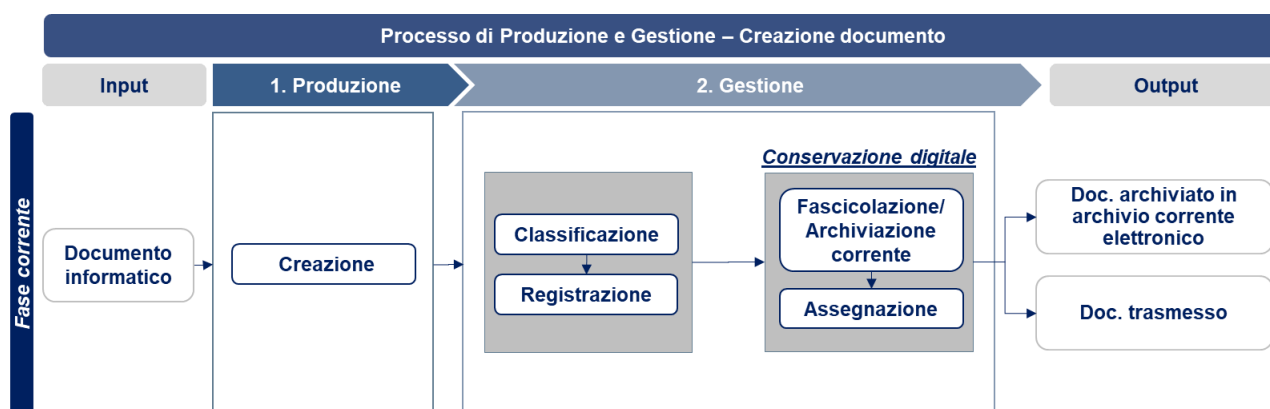 Processo di Produzione e Gestione – Creazione documento
Input
1. Produzione
2. Gestione
Output
Fase corrente
Documento
informatico
Creazione
Classificazione
Registrazione
Conservazione digitale
Fascicolazione/
Archiviazione
corrente
Assegnazione
Doc. archiviato in
archivio corrente
elettronico
Doc. trasmesso